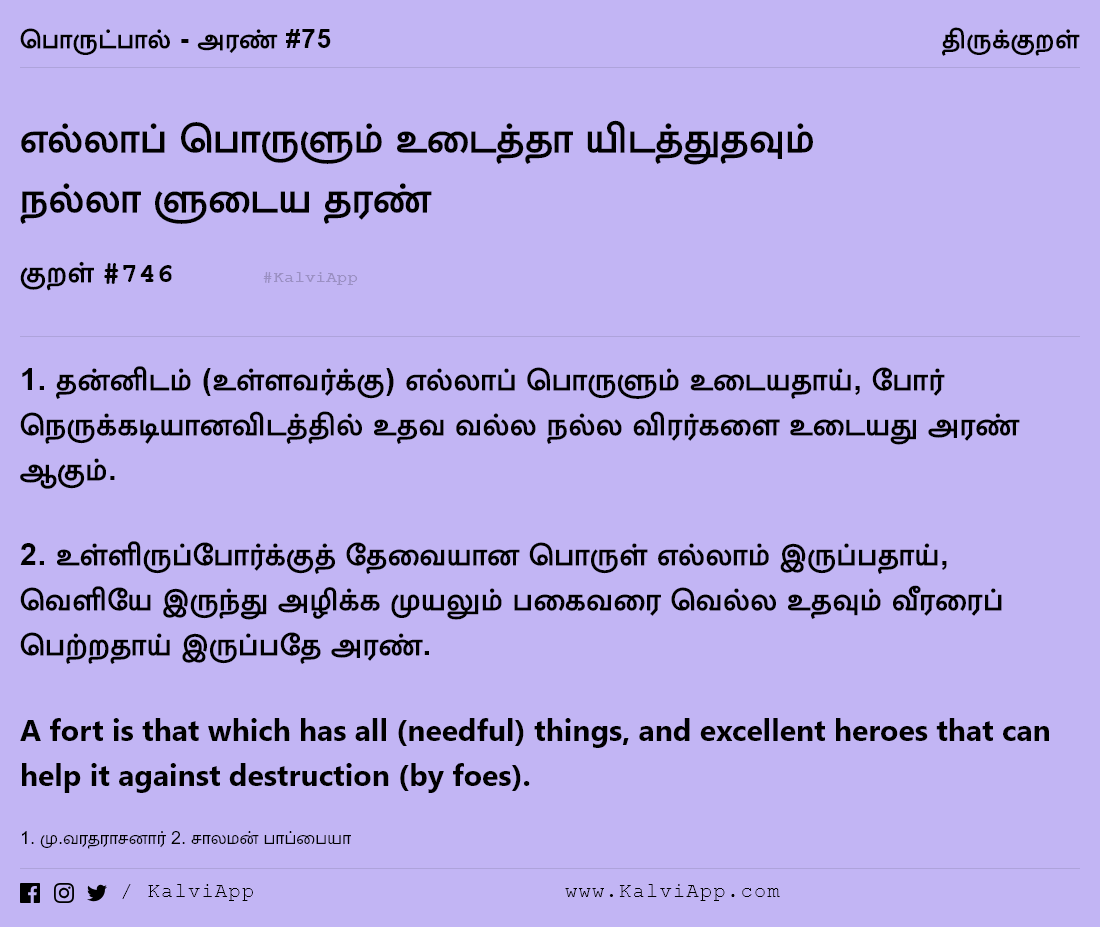 பொருட்பால் - அரண் #75
திருக்குறள்
எல்லாப் பொருளும் உடைத்தா யிடத்துதவும்
நல்லா ளுடைய தரண்
குறள் #746
#KalviApp
1. தன்னிடம் (உள்ளவர்க்கு) எல்லாப் பொருளும் உடையதாய், போர்
நெருக்கடியானவிடத்தில் உதவ வல்ல நல்ல விரர்களை உடையது அரண்
ஆகும்.
2. உள்ளிருப்போர்க்குத் தேவையான பொருள் எல்லாம் இருப்பதாய்,
வெளியே இருந்து அழிக்க முயலும் பகைவரை வெல்ல உதவும் வீரரைப்
பெற்றதாய் இருப்பதே அரண்.
A fort is that which has all (needful) things, and excellent heroes that can
help it against destruction (by foes).
1. மு.வரதராசனார் 2. சாலமன் பாப்பையா
/ KalviApp
www.KalviApp.com